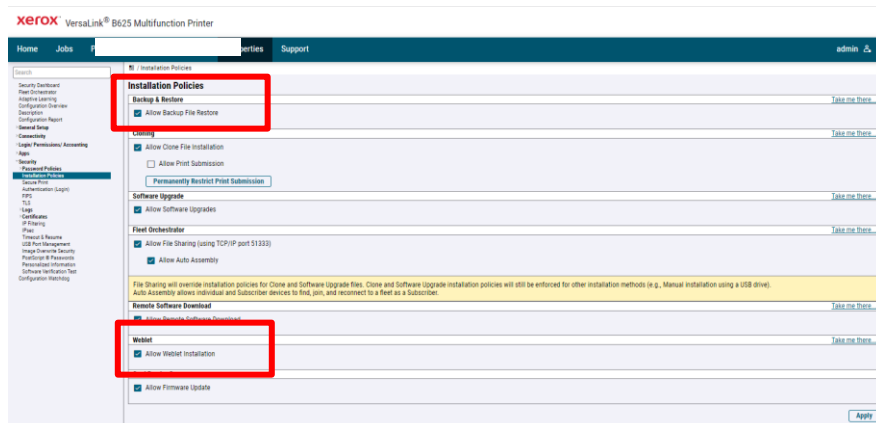 xerox™ VersaLink® B625 Multifunction Printer
Home Jobs P erties Support admin
Search
/ Installation Policies
Security Dashboard
Fleet Orchestrator
Adaptive Learning
Configuration Overview
Description
Configuration Report
General Setup
Connectivity
Login/ Permissions/ Accounting
Apps
Security
Password Policies
Installation Policies
Secure Print
Authentication (Login)
FIPS
TLS
Logs
Certificates
IP Filtering
IPsec
Timeout & Resume
USB Port Management
Image Overwrite Security
PostScript ® Passwords
Personalized Information
Software Verification Test
Configuration Watchdog
Installation Policies
Backup & Restore Take me there...
Allow Backup File Restore
Cloning Take me there...
Allow Clone File Installation
Allow Print Submission
Permanently Restrict Print Submission
Software Upgrade Take me there...
Allow Software Upgrades
Fleet Orchestrator Take me there...
Allow File Sharing (using TCP/IP port 51333)
Allow Auto Assembly
File Sharing will override installation policies for Clone and Software Upgrade files. Clone and Software Upgrade installation policies will still be enforced for other installation methods (e.g., Manual installation using a USB drive).
Auto Assembly allows individual and Subscriber devices to find, join, and reconnect to a fleet as a Subscriber.
Remote Software Download Take me there...
Allow Remote Software Download
Weblet Take me there...
Allow Weblet Installation
Allow Firmware Update
Apply